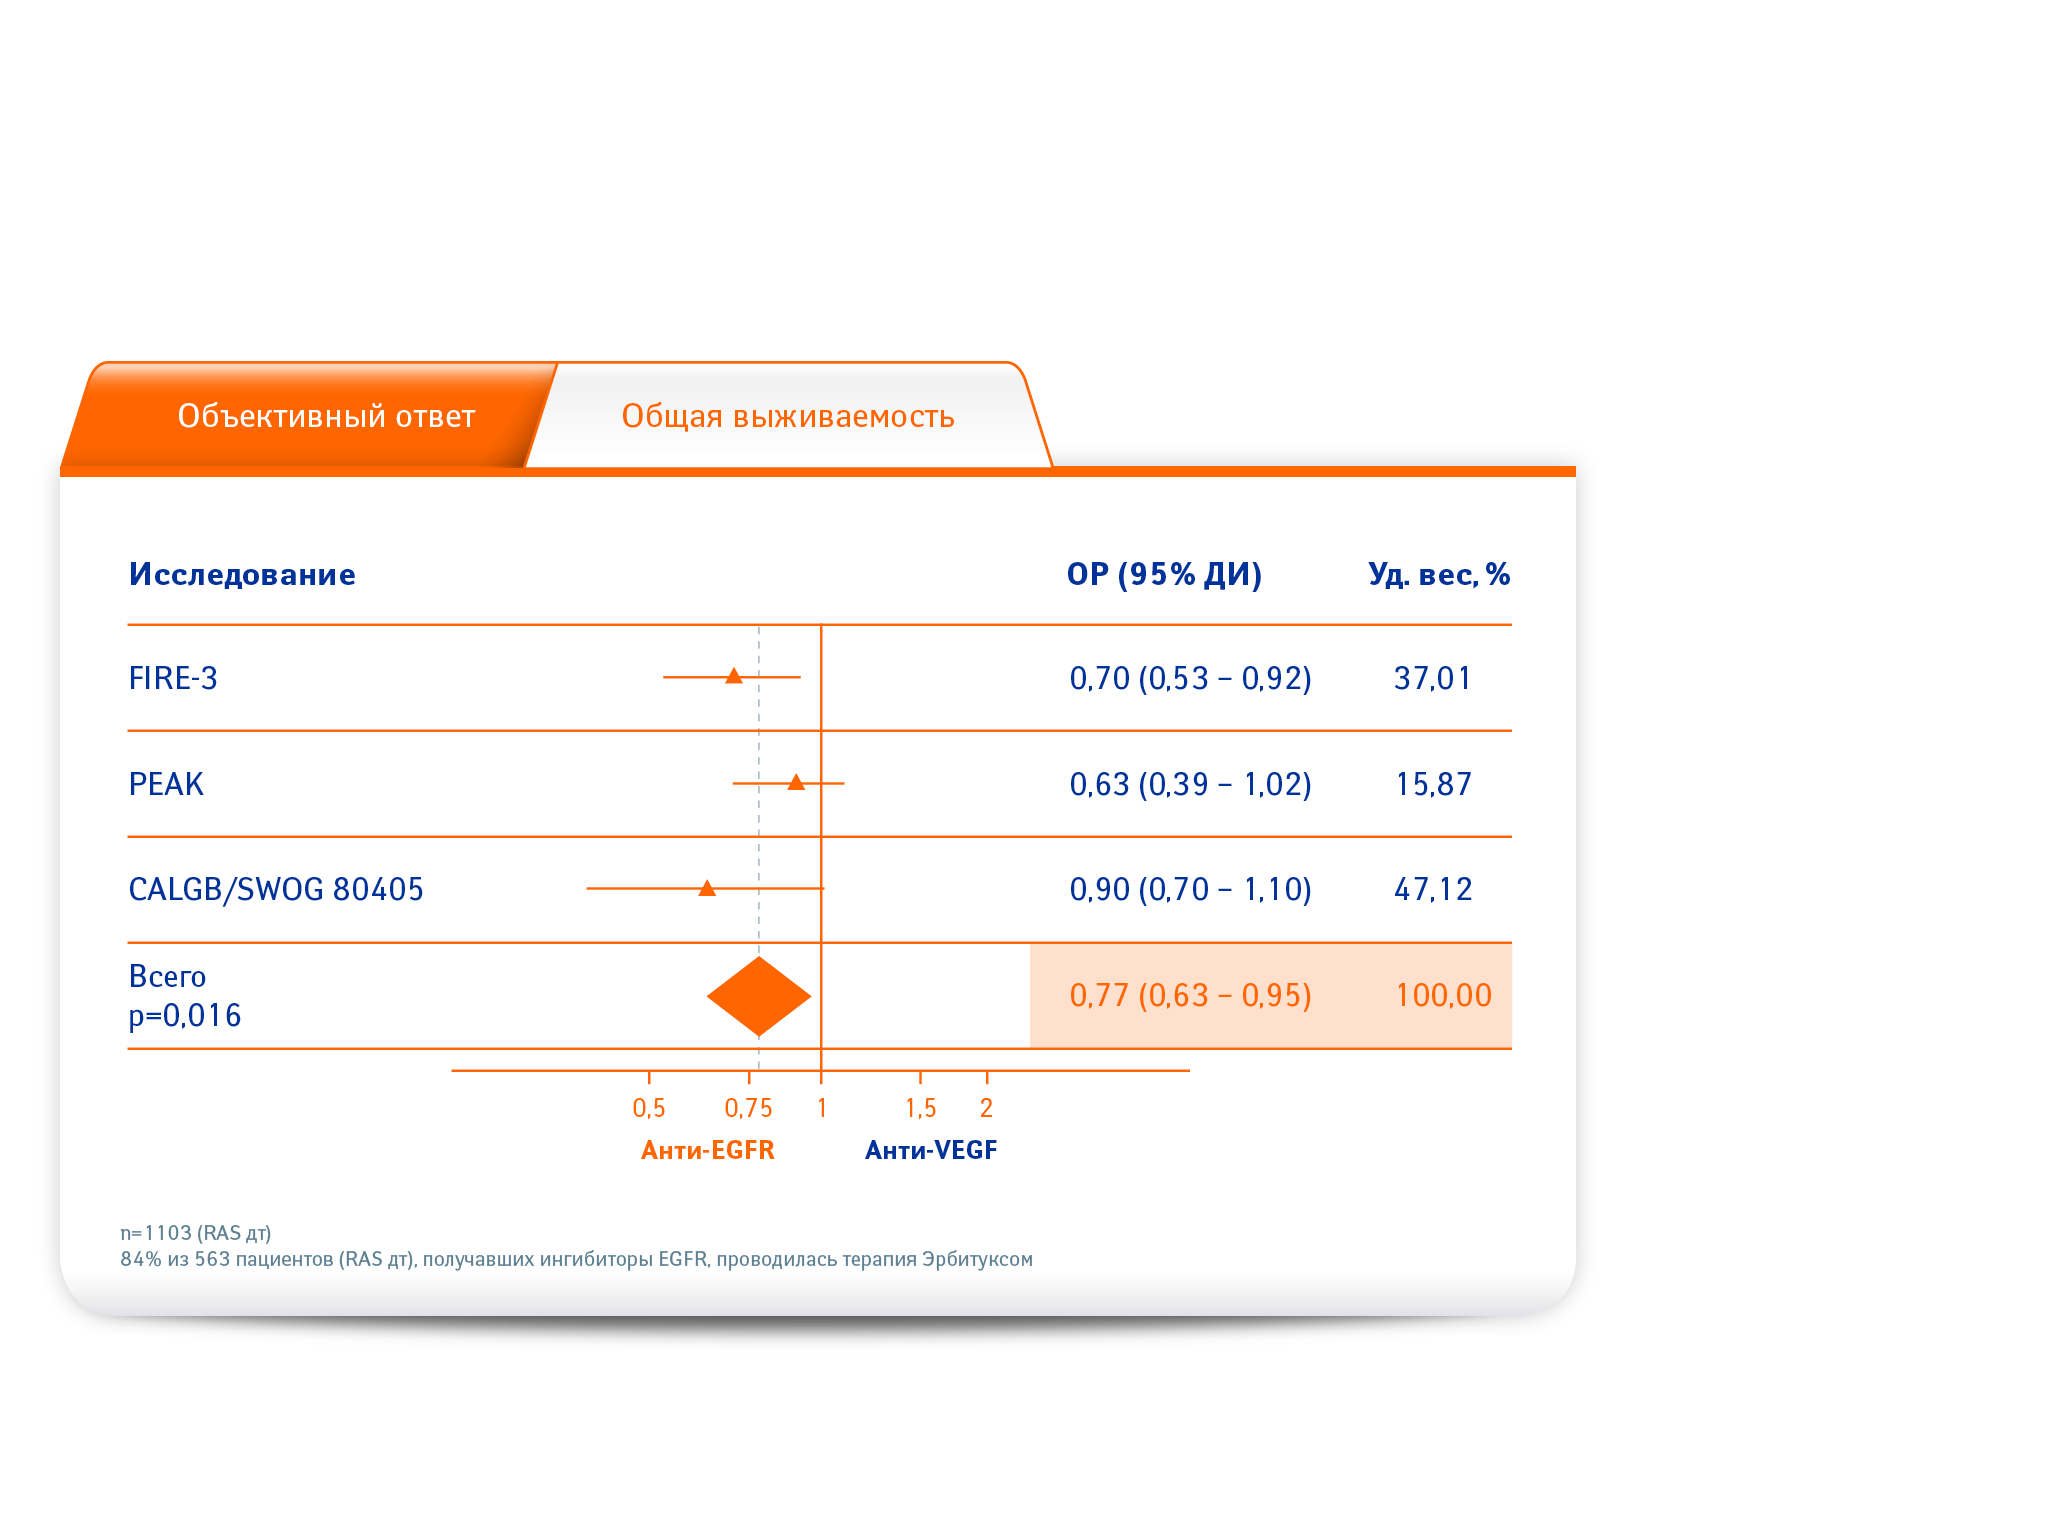 Объективный ответ Общая выживаемость
Исследование ОР (95% ДИ) Уд. вес, %
FIRE-3 0,70 (0,53 – 0,92) 37,01
PEAK 0,63 (0,39 – 1,02) 15,87
CALGB/SWOG 80405 0,90 (0,70 – 1,10) 47,12
Всего
p=0,016 0,77 (0,63 – 0,95) 100,00
0,5 0,75 1 1,5 2
Анти-EGFR Анти-VEGF
n=1103 (RAS дт)
84% из 563 пациентов (RAS дт), получавших ингибиторы EGFR, проводилась терапия Эрбитуксом